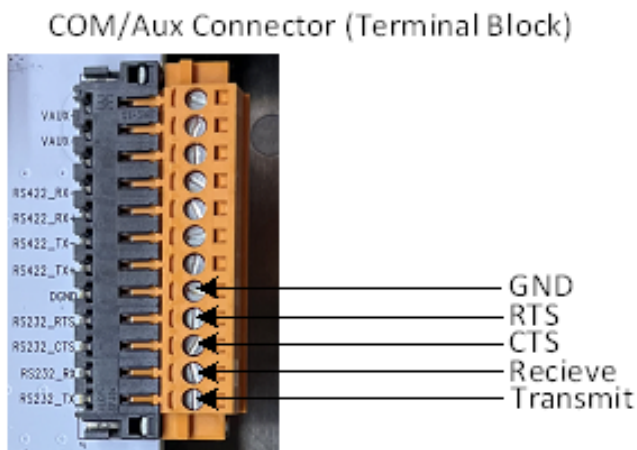 COM/Aux Connector (Terminal Block)
VAUX
VAUX
RS422_RX-
RS422_RX+
RS422_TX-
RS422_TX+
DGND
GND
RS232_RTS
RTS
RS232_CTS
CTS
RS232_RX
Recieve
RS232_TX
Transmit